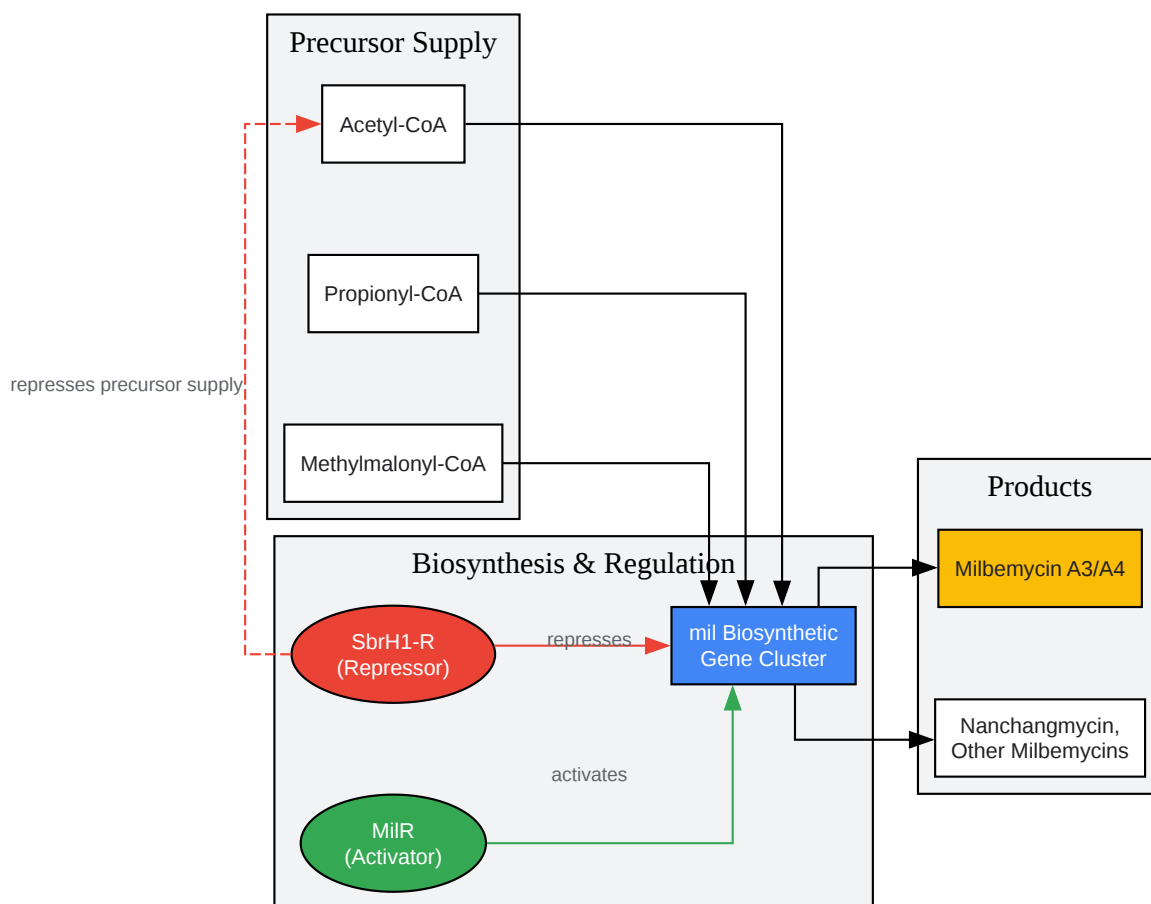 Precursor Supply
Acetyl-CoA
Propionyl-CoA
represses precursor supply
Methylmalonyl-CoA
Products
Biosynthesis & Regulation
Milbemycin A3/A4
SbrH1-R
(Repressor)
represses
mil Biosynthetic
Gene Cluster
Nanchangmycin,
Other Milbemycins
activates
MilR
(Activator)